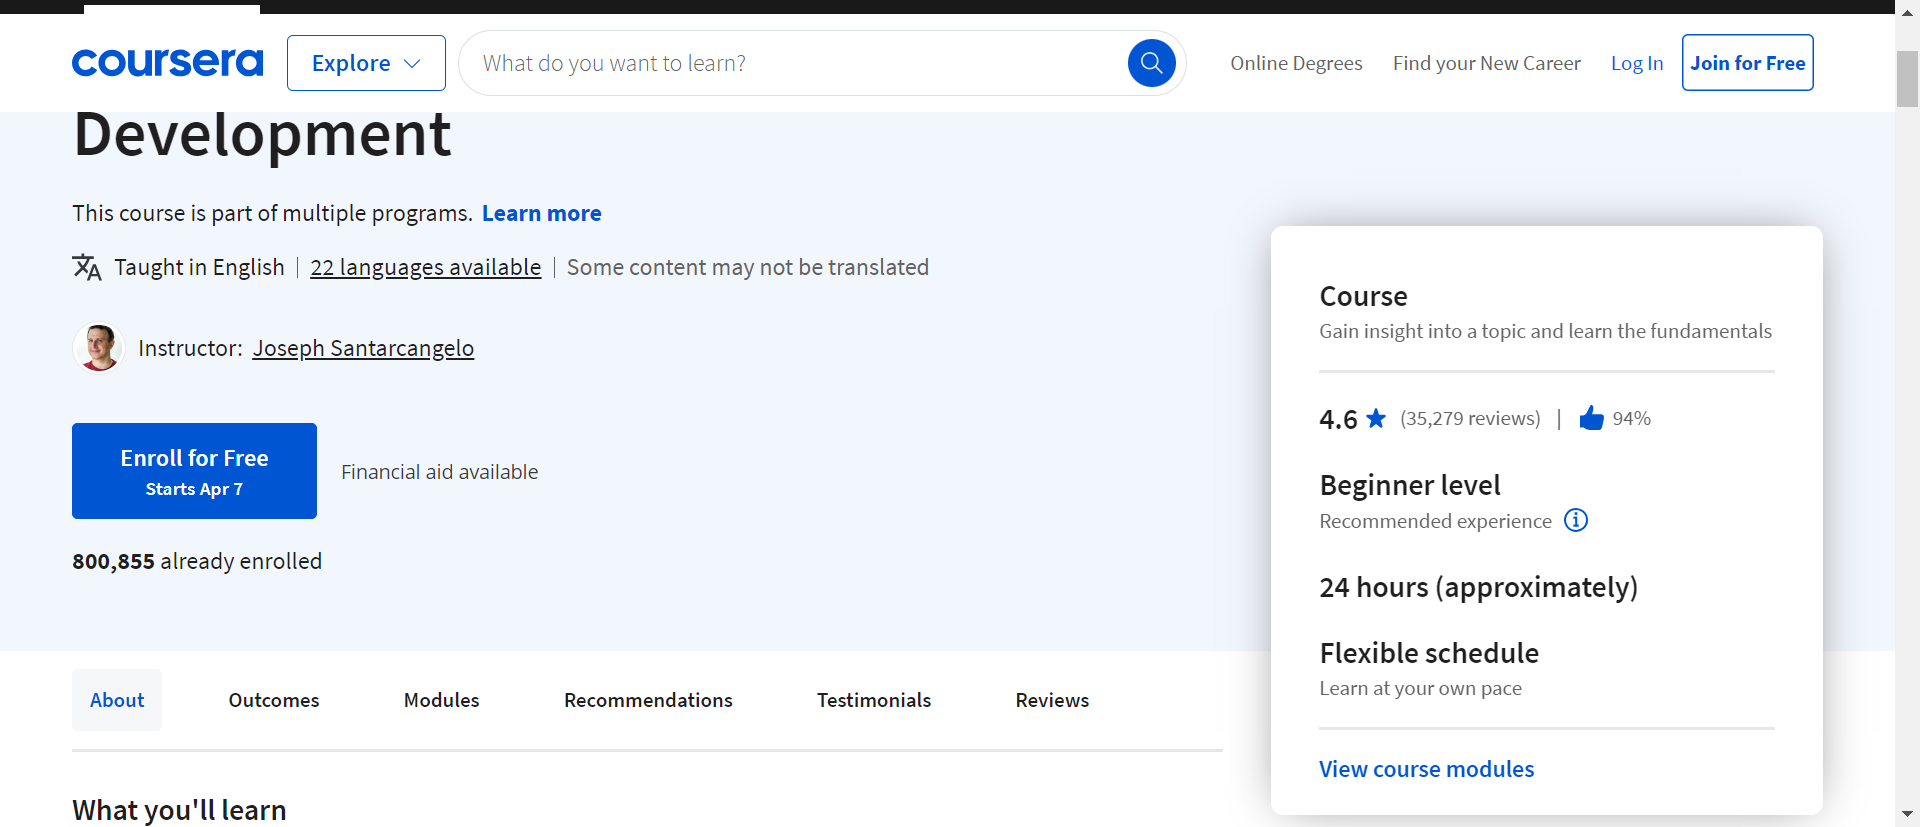 coursera
Explore
What do you want to learn?
Online Degrees
Find your New Career
Log In
Join for Free
Development
This course is part of multiple programs. Learn more
Taught in English | 22 languages available | Some content may not be translated
Instructor: Joseph Santarcangelo
Enroll for Free
Starts Apr 7
Financial aid available
800,855 already enrolled
Course
Gain insight into a topic and learn the fundamentals
4.6 (35,279 reviews) | 94%
Beginner level
Recommended experience
24 hours (approximately)
Flexible schedule
Learn at your own pace
View course modules
About
Outcomes
Modules
Recommendations
Testimonials
Reviews
What you'll learn